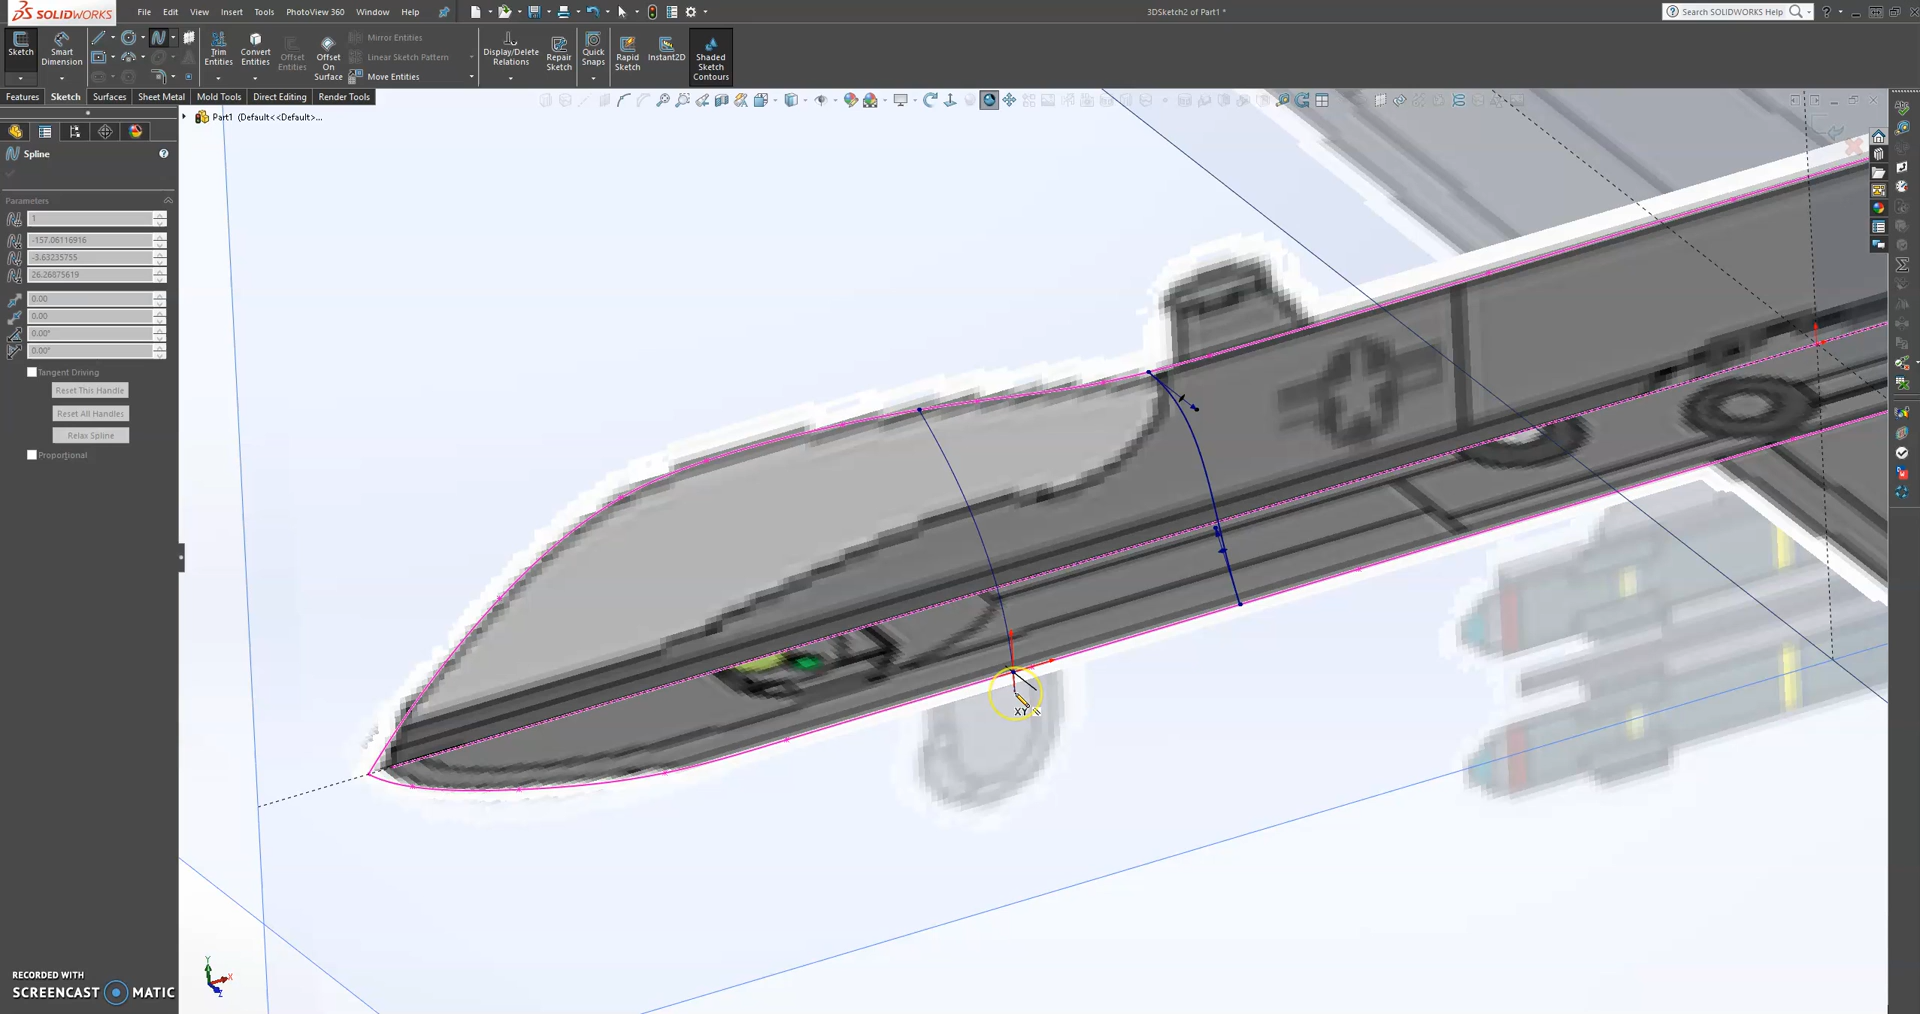 SOLIDWORKS
File
Edit
View
Insert
Tools
PhotoView 360
Window
Help
3DSketch2 of Part1 *
Search SOLIDWORKS Help
Sketch
Smart Dimension
Trim Entities
Convert Entities
Offset Entities
Offset On Surface
Mirror Entities
Linear Sketch Pattern
Move Entities
Display/Delete Relations
Repair Sketch
Quick Snaps
Rapid Sketch
Instant2D
Shaded Sketch Contours
Features
Sketch
Surfaces
Sheet Metal
Mold Tools
Direct Editing
Render Tools
Part1 (Default<<Default>...
Spline
Parameters
1
-157.06116916
-3.63235755
26.26875619
0.00
0.00
0.00°
0.00°
Tangent Driving
Reset This Handle
Reset All Handles
Relax Spline
Proportional
XY
Y
X
Z
RECORDED WITH
SCREENCAST MATIC